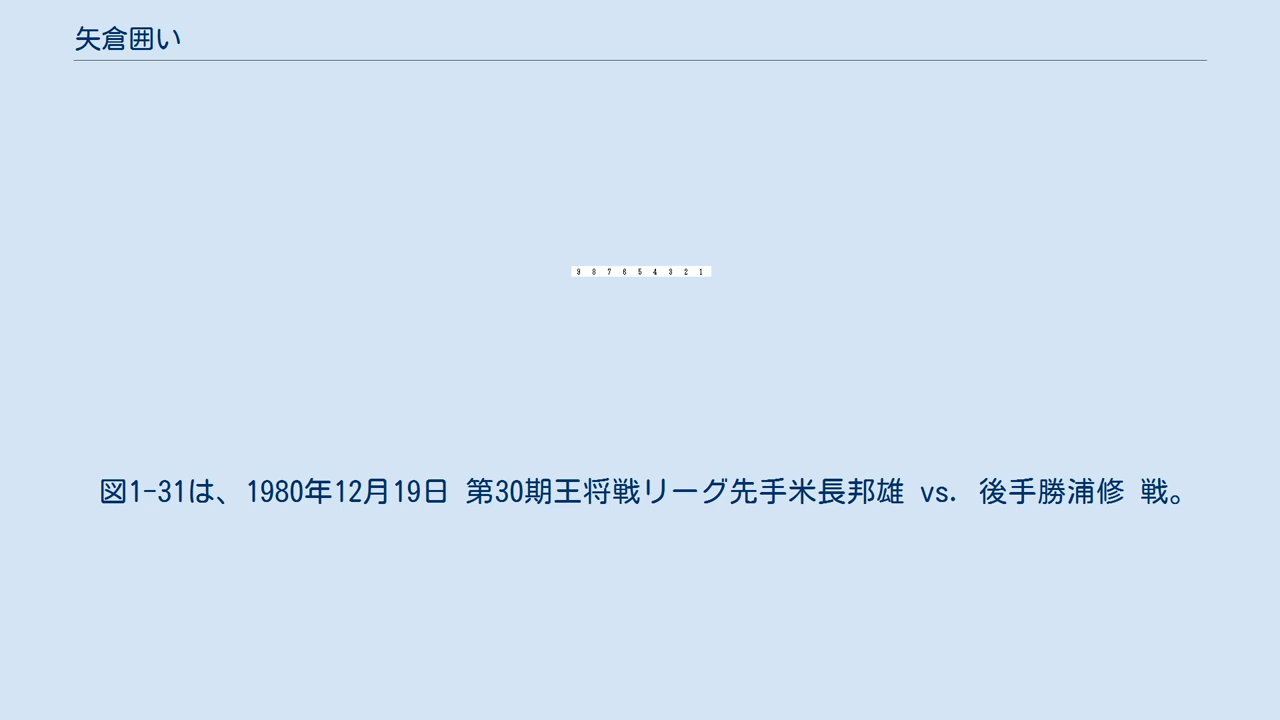 矢倉囲い
9 8 7 6 5 4 3 2 1
図1-31は、1980年12月19日 第30期王将戦リーグ先手米長邦雄 vs. 後手勝浦修 戦。